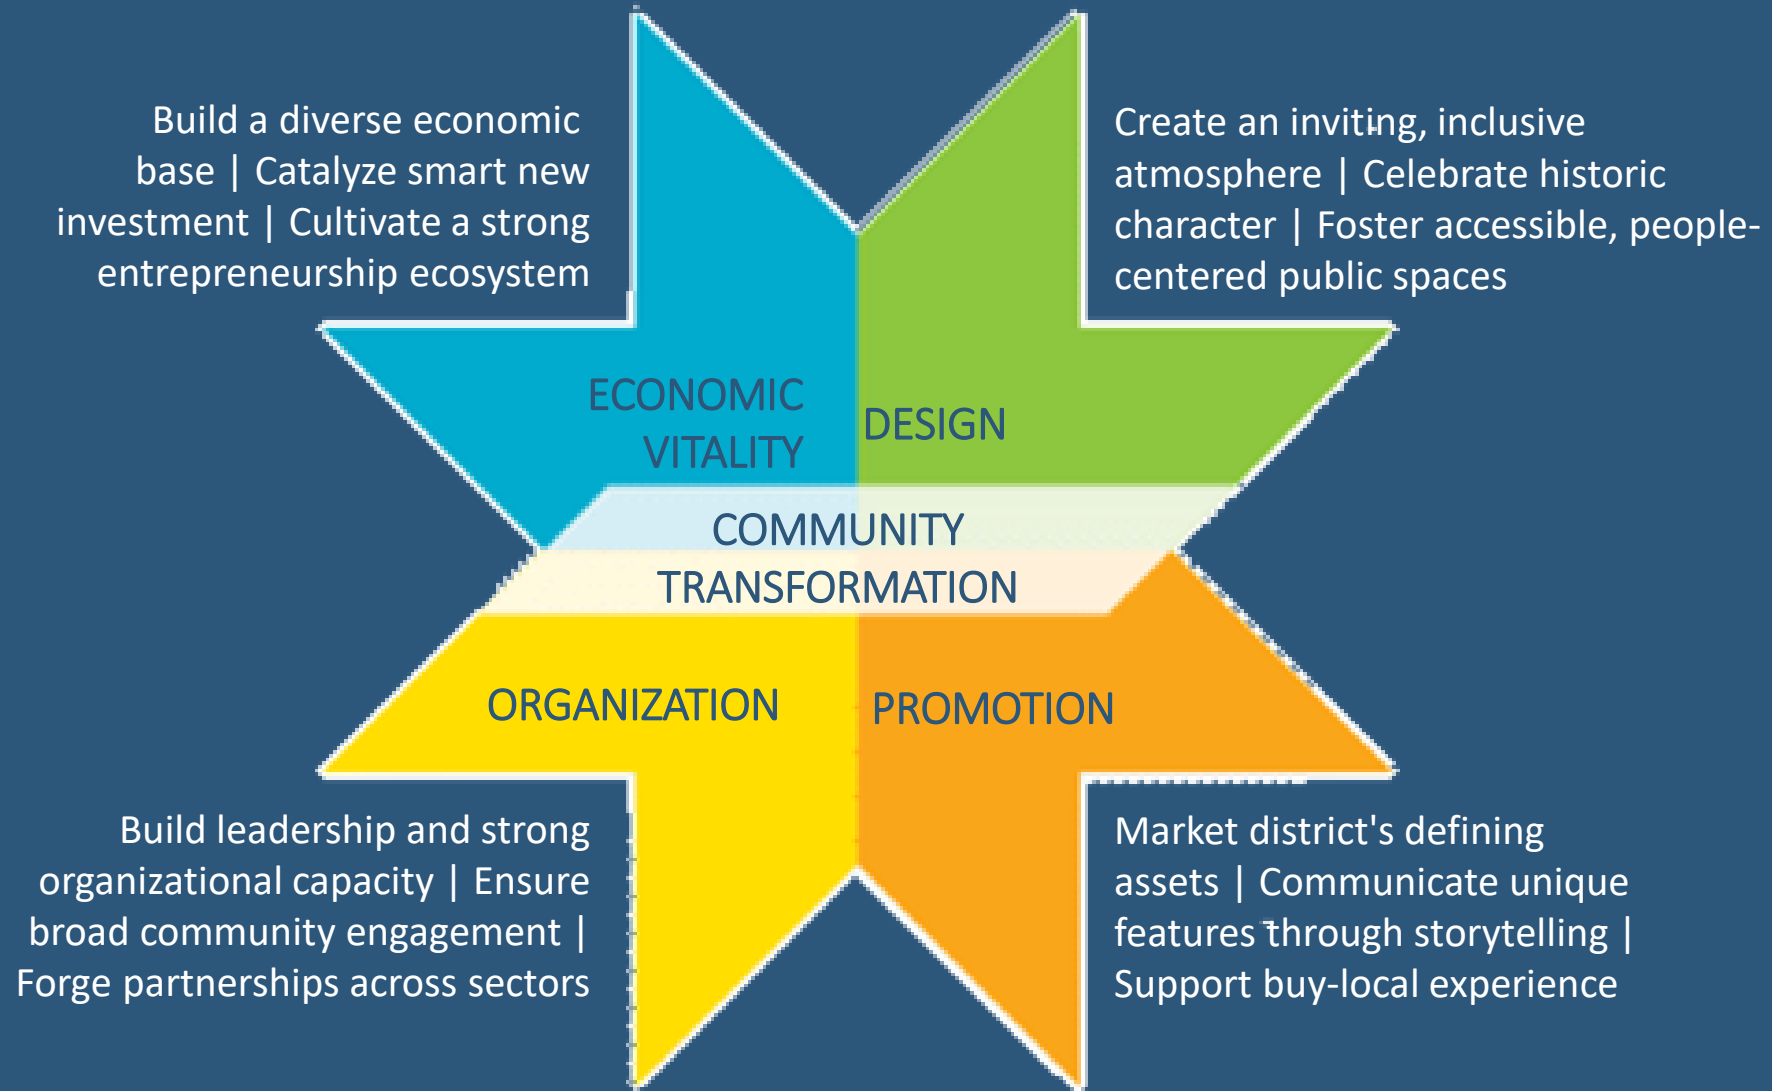 Build a diverse economic
base | Catalyze smart new
investment | Cultivate a strong
entrepreneurship ecosystem
Create an inviting, inclusive
atmosphere | Celebrate historic
character | Foster accessible, people-
centered public spaces
ECONOMIC
VITALITY
DESIGN
COMMUNITY
TRANSFORMATION
ORGANIZATION
PROMOTION
Build leadership and strong
organizational capacity | Ensure
broad community engagement |
Forge partnerships across sectors
Market district's defining
assets | Communicate unique
features through storytelling |
Support buy-local experience